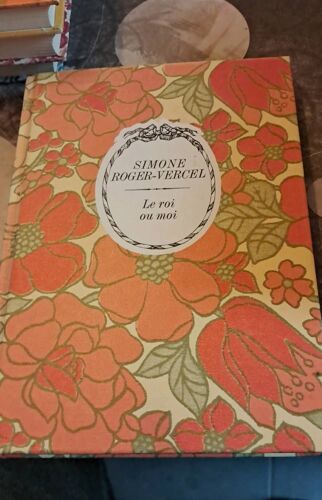 SIMONE
ROGER-VERCEL
Le roi
ou moi